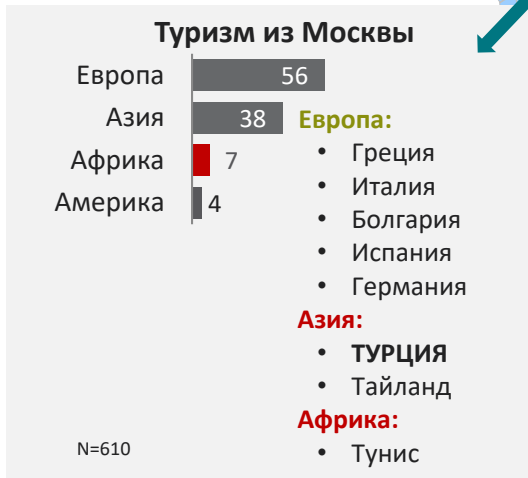 Туризм из Москвы
Европа 56
Азия 38
Африка 7
Америка 4
Европа:
• Греция
• Италия
• Болгария
• Испания
• Германия
Азия:
• ТУРЦИЯ
• Тайланд
Африка:
• Тунис
N=610